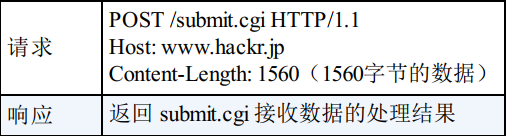 请求
POST /submit.cgi HTTP/1.1
Host: www.hackr.jp
Content-Length: 1560（1560字节的数据）
响应
返回 submit.cgi 接收数据的处理结果